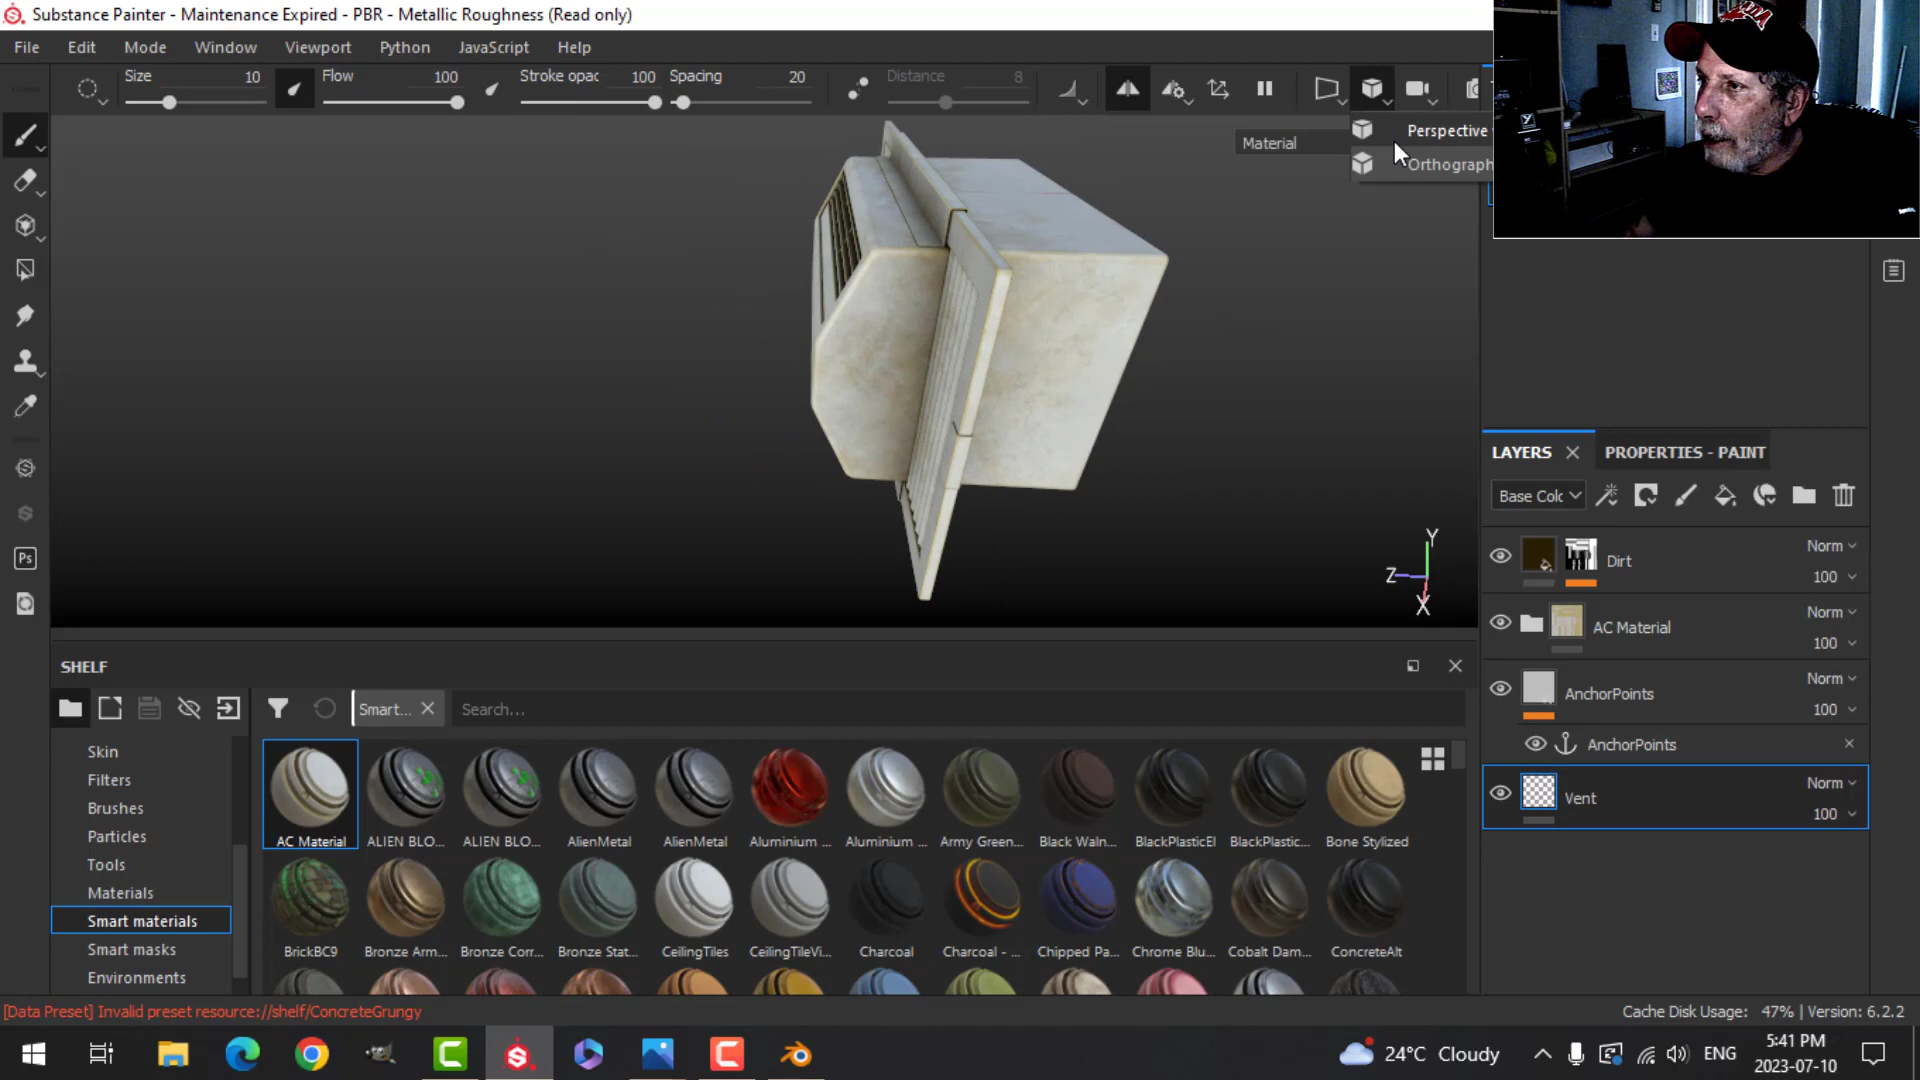 Substance Painter - Maintenance Expired - PBR - Metallic Roughness (Read only)
File Edit Mode Window Viewport Python JavaScript Help
Size 10 Flow 100 Stroke opac 100 Spacing 20 Distance 8
Material
Perspective
Orthograph
Y
Z
X
LAYERS PROPERTIES - PAINT
Base Colc
Dirt Norm 100
AC Material Norm 100
AnchorPoints Norm 100
AnchorPoints
Vent Norm 100
SHELF
Smart... Search...
Skin
Filters
Brushes
Particles
Tools
Materials
Smart materials
Smart masks
Environments
AC Material ALIEN BLO... ALIEN BLO... AlienMetal AlienMetal Aluminium ... Aluminium ... Army Green... Black Waln... BlackPlasticEl BlackPlastic... Bone Stylized
BrickBC9 Bronze Arm... Bronze Corr... Bronze Stat... CeilingTiles CeilingTileVi... Charcoal Charcoal - ... Chipped Pa... Chrome Blu... Cobalt Dam... ConcreteAlt
[Data Preset] Invalid preset resource://shelf/ConcreteGrungy
Cache Disk Usage: 47% | Version: 6.2.2
Ps
24°C Cloudy
ENG
5:41 PM
2023-07-10